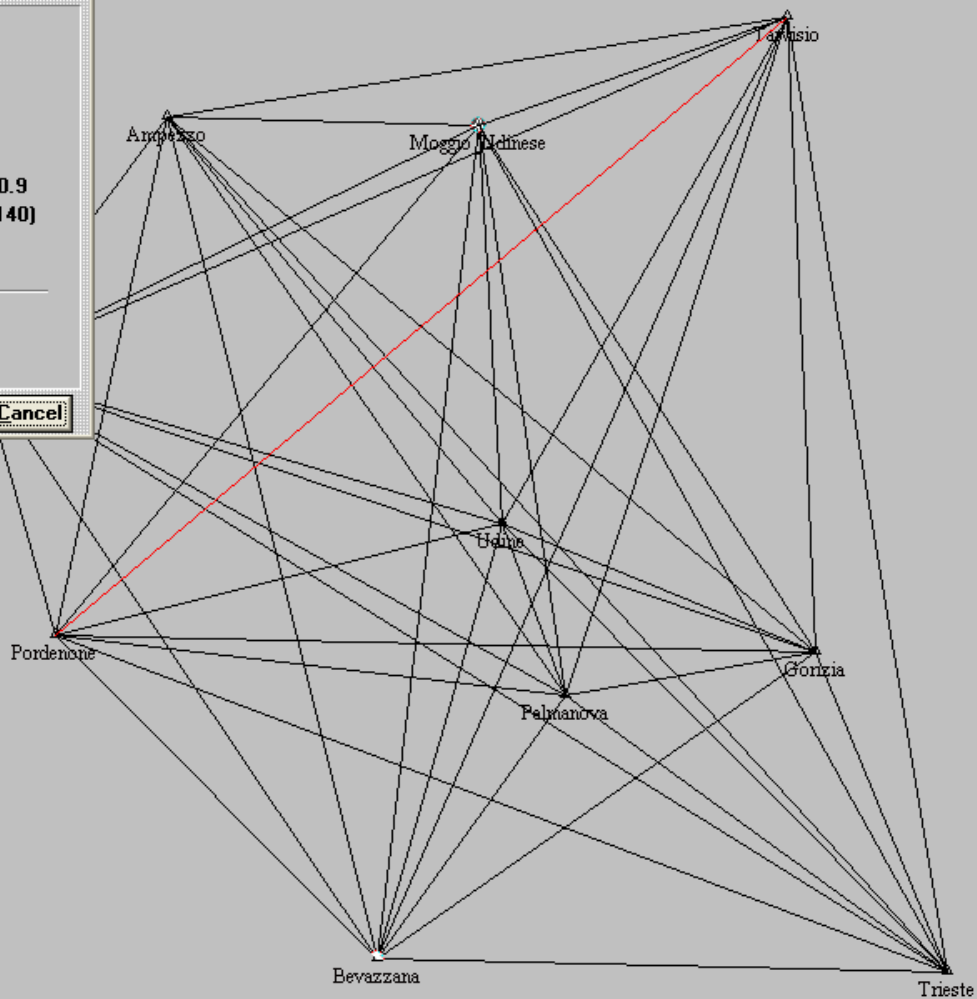 Tarvisio
Ampezzo
Moggio Udinese
0.9
140)
Cancel
Udine
Pordenone
Gorizia
Palmanova
Bevazzana
Trieste